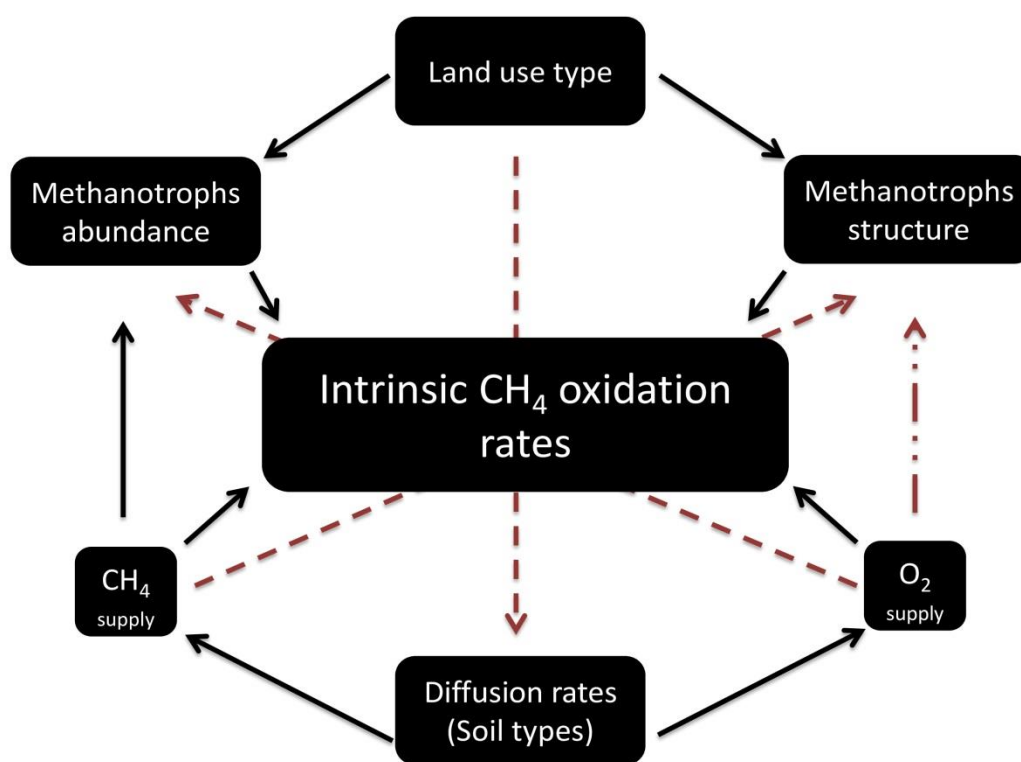 Land use type
Methanotrophs
abundance
Methanotrophs
structure
Intrinsic CH₄ oxidation
rates
CH₄
supply
O₂
supply
Diffusion rates
(Soil types)